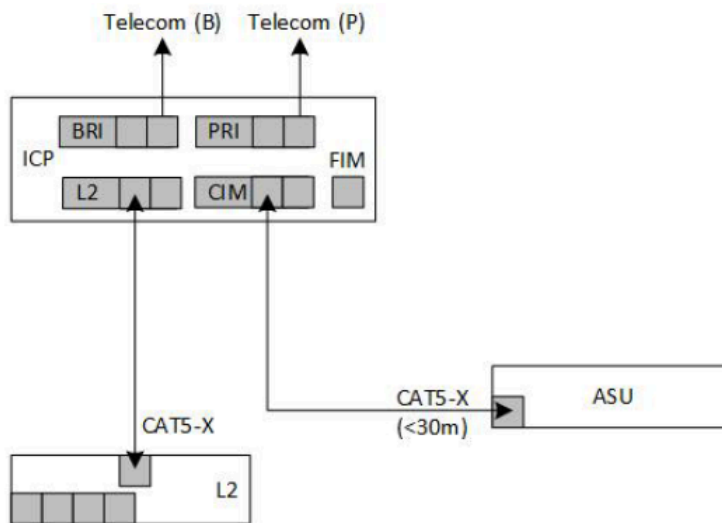 Telecom (B)
Telecom (P)
BRI
PRI
ICP
FIM
L2
CIM
CAT5-X
(<30m)
ASU
CAT5-X
L2